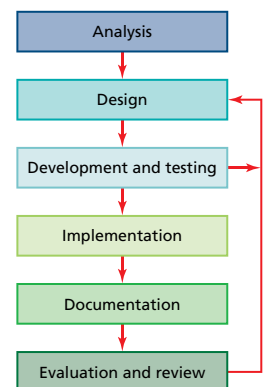 Analysis
Design
Development and testing
Implementation
Documentation
Evaluation and review